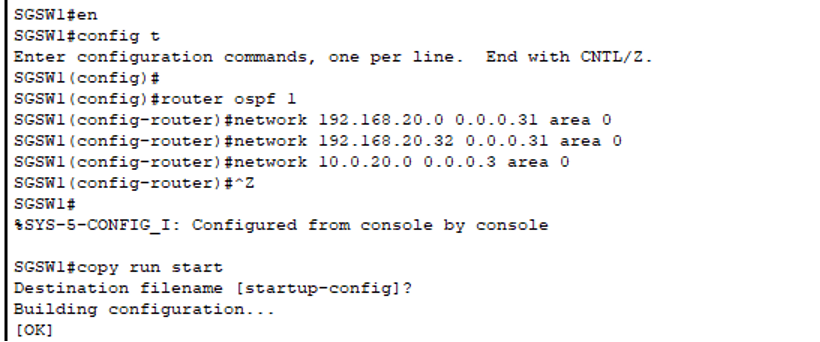 SGSW1#en
SGSW1#config t
Enter configuration commands, one per line.  End with CNTL/Z.
SGSW1(config)#
SGSW1(config)#router ospf 1
SGSW1(config-router)#network 192.168.20.0 0.0.0.31 area 0
SGSW1(config-router)#network 192.168.20.32 0.0.0.31 area 0
SGSW1(config-router)#network 10.0.20.0 0.0.0.3 area 0
SGSW1(config-router)#^Z
SGSW1#
%SYS-5-CONFIG_I: Configured from console by console
SGSW1#copy run start
Destination filename [startup-config]?
Building configuration...
[OK]